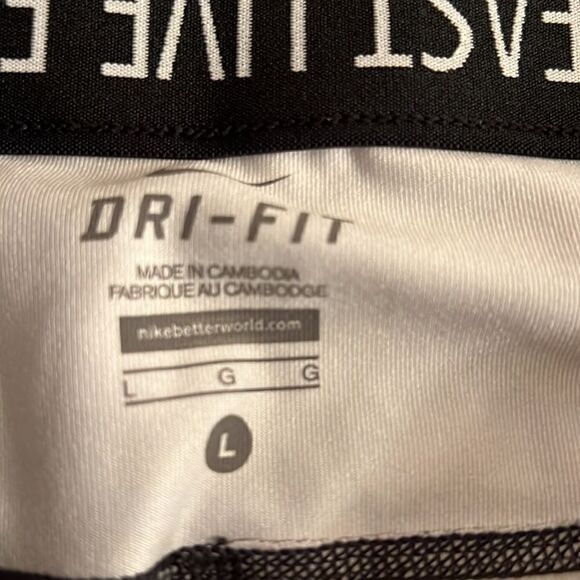 DRI-FIT
MADE IN CAMBODIA
FABRIQUE AU CAMBODGE
nikebetterworld.com
L G G
L